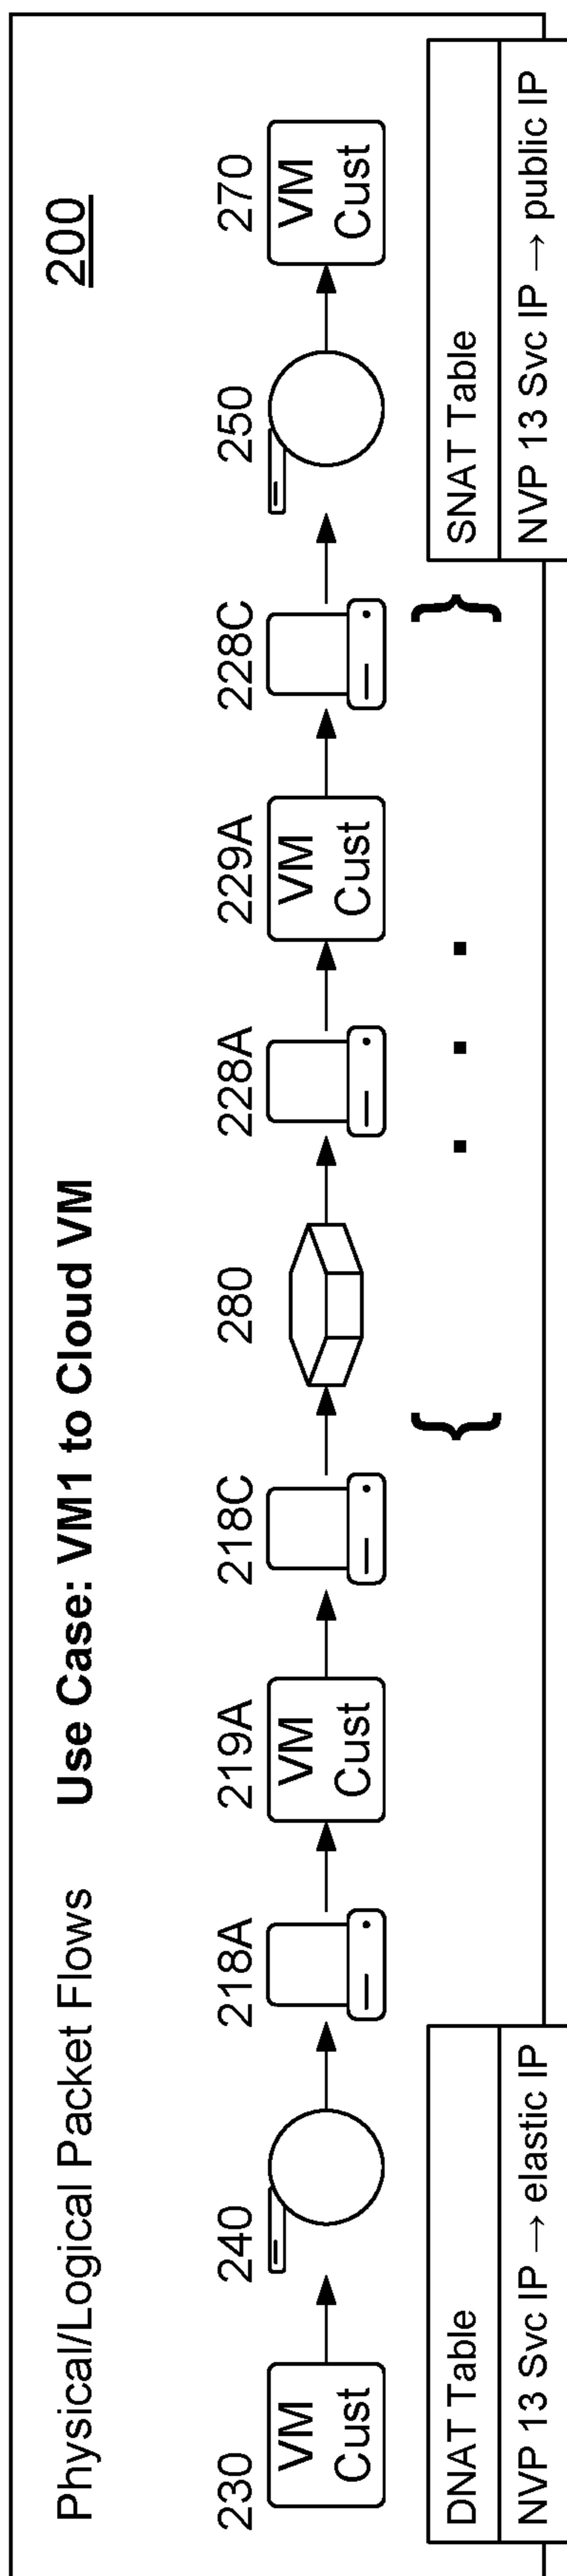 200
Physical/Logical Packet Flows Use Case: VM1 to Cloud VM
230 240 218A 219A 218C 280 228A 229A 228C 250 270
VM VM VM VM
Cust Cust Cust Cust
DNAT Table SNAT Table
NVP 13 Svc IP → elastic IP NVP 13 Svc IP → public IP